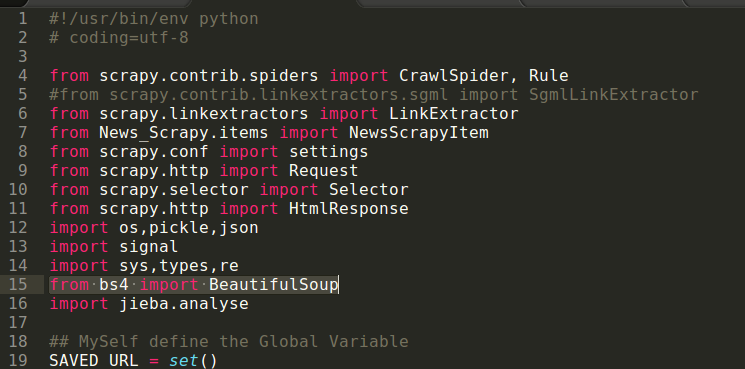 1 #!/usr/bin/env python
2 # coding=utf-8
3
4 from scrapy.contrib.spiders import CrawlSpider, Rule
5 #from scrapy.contrib.linkextractors.sgml import SgmlLinkExtractor
6 from scrapy.linkextractors import LinkExtractor
7 from News_Scrapy.items import NewsScrapyItem
8 from scrapy.conf import settings
9 from scrapy.http import Request
10 from scrapy.selector import Selector
11 from scrapy.http import HtmlResponse
12 import os,pickle,json
13 import signal
14 import sys,types,re
15 from bs4 import BeautifulSoup
16 import jieba.analyse
17
18 ## MySelf define the Global Variable
19 SAVED_URL = set()